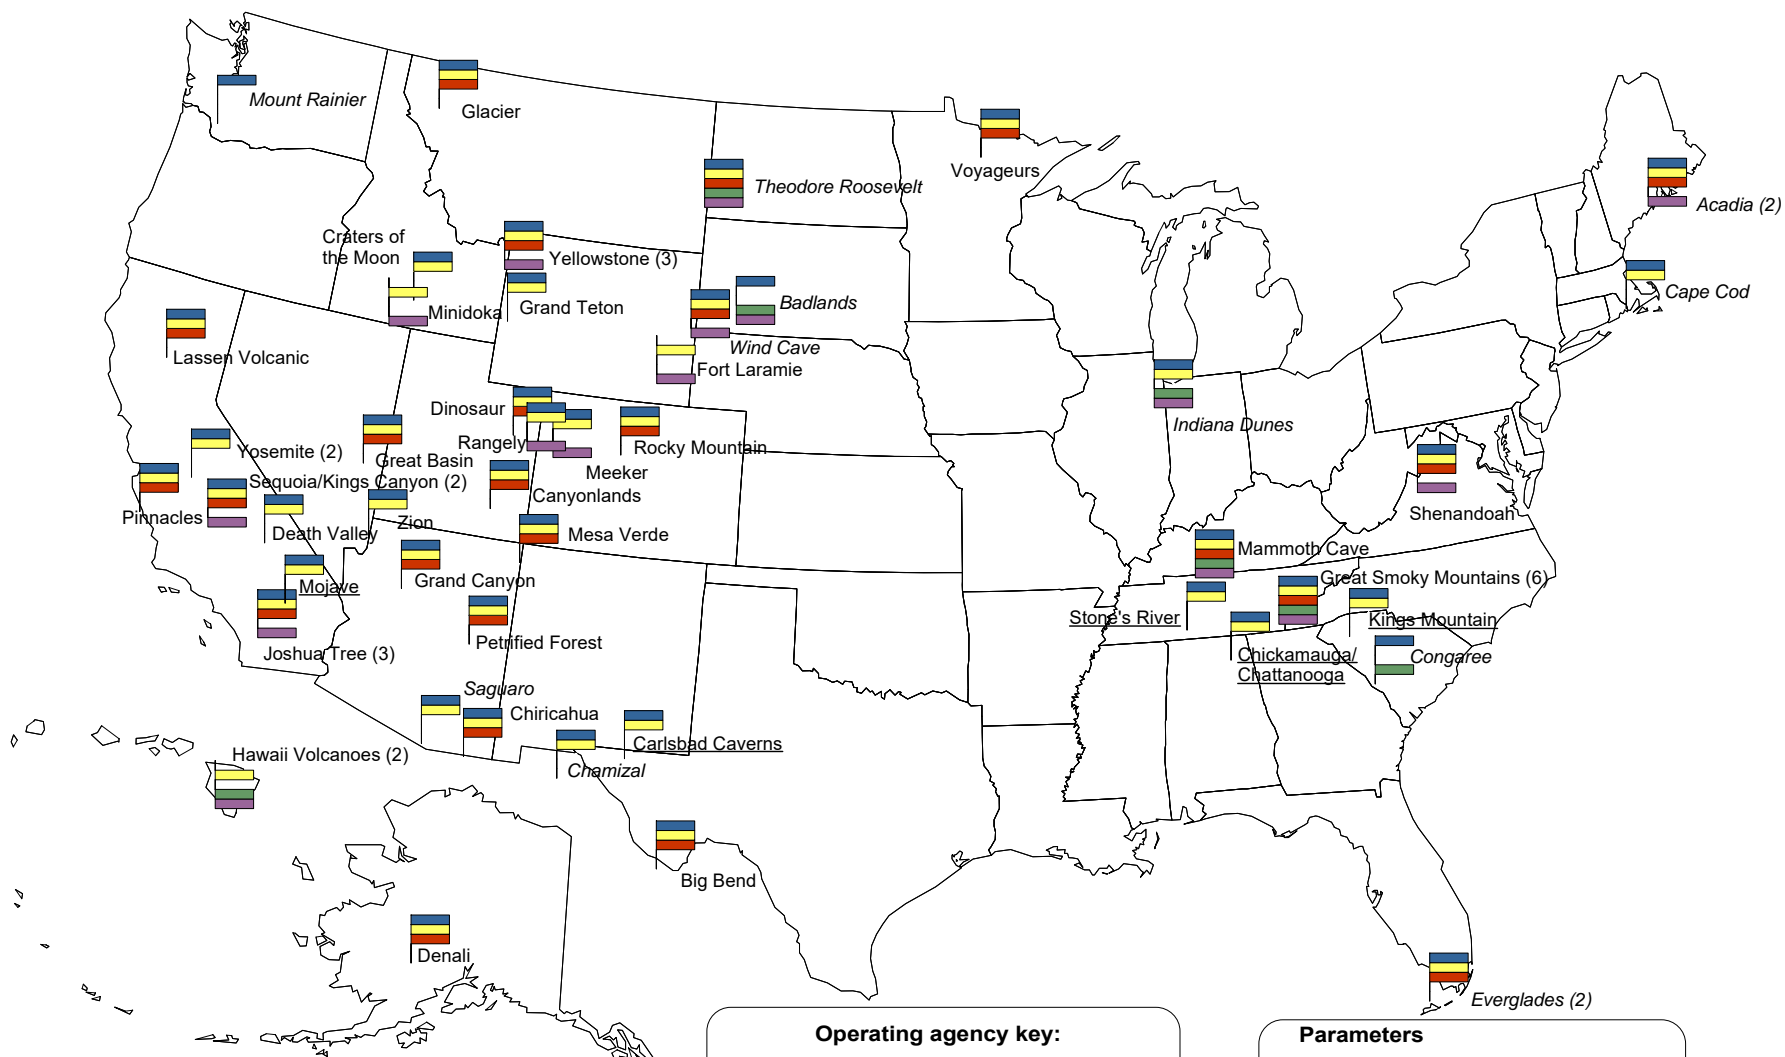 Mount Rainier
Glacier
Voyageurs
Theodore Roosevelt
Acadia (2)
Craters of
the Moon
Yellowstone (3)
Cape Cod
Minidoka
Grand Teton
Badlands
Lassen Volcanic
Wind Cave
Fort Laramie
Dinosaur
Indiana Dunes
Rangely
Rocky Mountain
Yosemite (2)
Great Basin
Meeker
Sequoia/Kings Canyon (2)
Canyonlands
Pinnacles
Death Valley
Zion
Mesa Verde
Shenandoah
Mammoth Cave
Grand Canyon
Great Smoky Mountains (6)
Mojave
Stone's River
Kings Mountain
Petrified Forest
Joshua Tree (3)
Chickamauga/
Chattanooga
Congaree
Saguaro
Chiricahua
Carlsbad Caverns
Hawaii Volcanoes (2)
Chamizal
Big Bend
Denali
Everglades (2)
Operating agency key:
Parameters